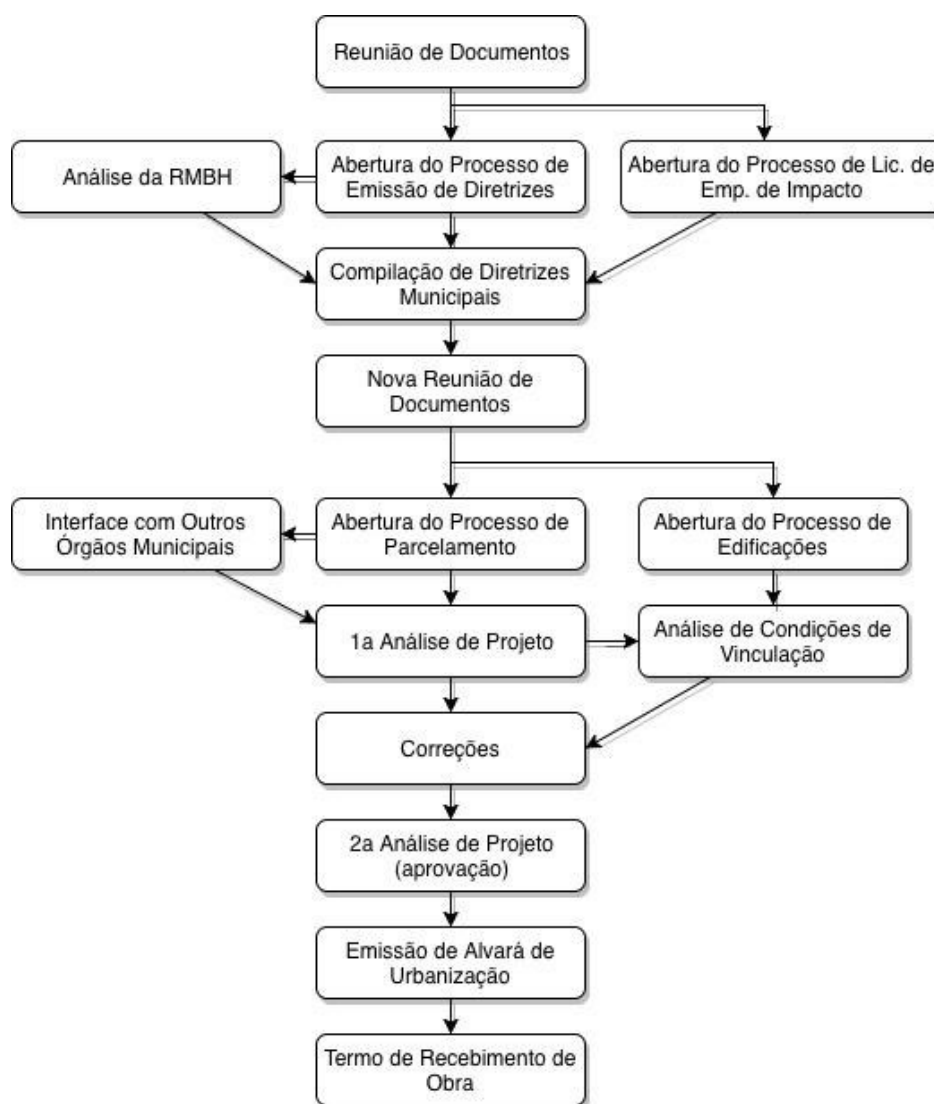 Reunião de Documentos
Análise da RMBH
Abertura do Processo de
Emissão de Diretrizes
Abertura do Processo de Lic. de
Emp. de Impacto
Compilação de Diretrizes
Municipais
Nova Reunião de
Documentos
Interface com Outros
Órgãos Municipais
Abertura do Processo de
Parcelamento
Abertura do Processo de
Edificações
1a Análise de Projeto
Análise de Condições de
Vinculação
Correções
2a Análise de Projeto
(aprovação)
Emissão de Alvará de
Urbanização
Termo de Recebimento de
Obra